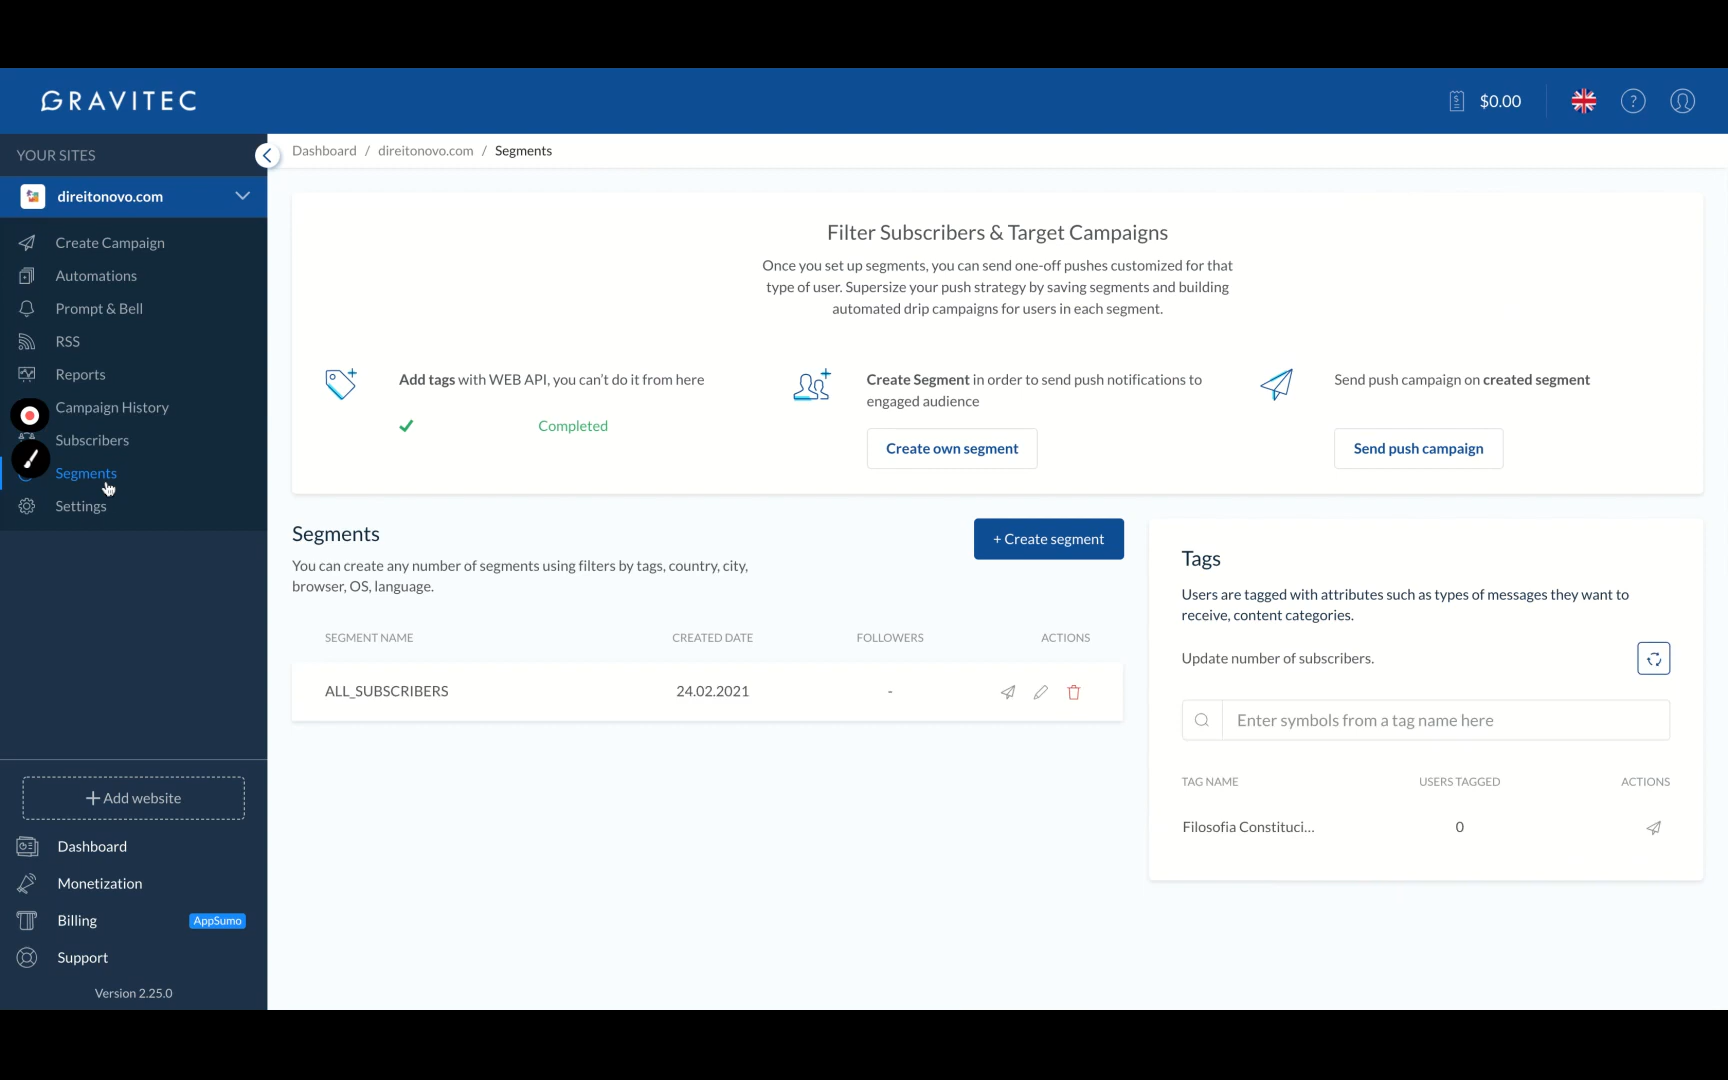 GRAVITEC
$0.00
?
YOUR SITES
direitonovo.com
Create Campaign
Automations
Prompt & Bell
RSS
Reports
Campaign History
Subscribers
Segments
Settings
+ Add website
Dashboard
Monetization
Billing AppSumo
Support
Version 2.25.0
Dashboard / direitonovo.com / Segments
Filter Subscribers & Target Campaigns
Once you set up segments, you can send one-off pushes customized for that
type of user. Supersize your push strategy by saving segments and building
automated drip campaigns for users in each segment.
Add tags with WEB API, you can't do it from here
Completed
Create Segment in order to send push notifications to
engaged audience
Create own segment
Send push campaign on created segment
Send push campaign
Segments
+ Create segment
You can create any number of segments using filters by tags, country, city,
browser, OS, language.
SEGMENT NAME CREATED DATE FOLLOWERS ACTIONS
ALL_SUBSCRIBERS 24.02.2021 -
Tags
Users are tagged with attributes such as types of messages they want to
receive, content categories.
Update number of subscribers.
Enter symbols from a tag name here
TAG NAME USERS TAGGED ACTIONS
Filosofia Constituci... 0